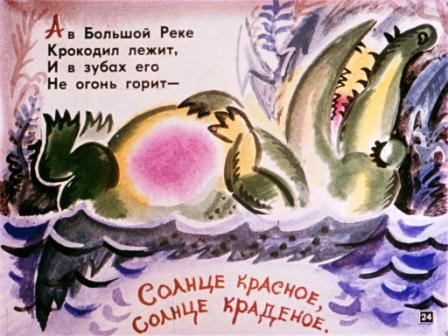 А в Большой Реке
Крокодил лежит,
И в зубах его
Не огонь горит—
Солнце красное,
солнце краденое.
24